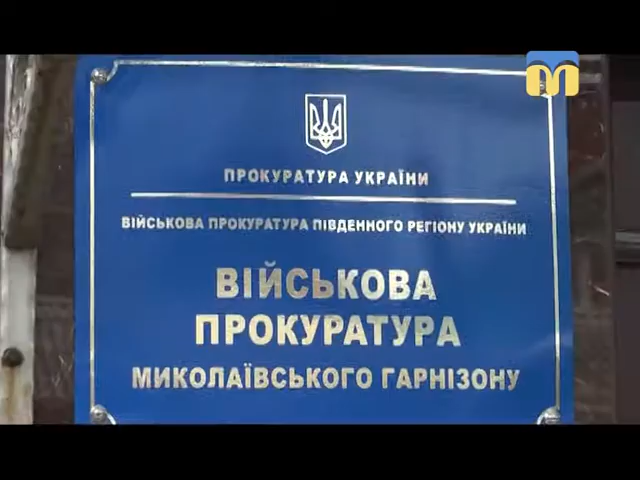 ПРОКУРАТУРА УКРАЇНИ
ВІЙСЬКОВА ПРОКУРАТУРА ПІВДЕННОГО РЕГІОНУ УКРАЇНИ
ВІЙСЬКОВА
ПРОКУРАТУРА
МИКОЛАЇВСЬКОГО ГАРНІЗОНУ